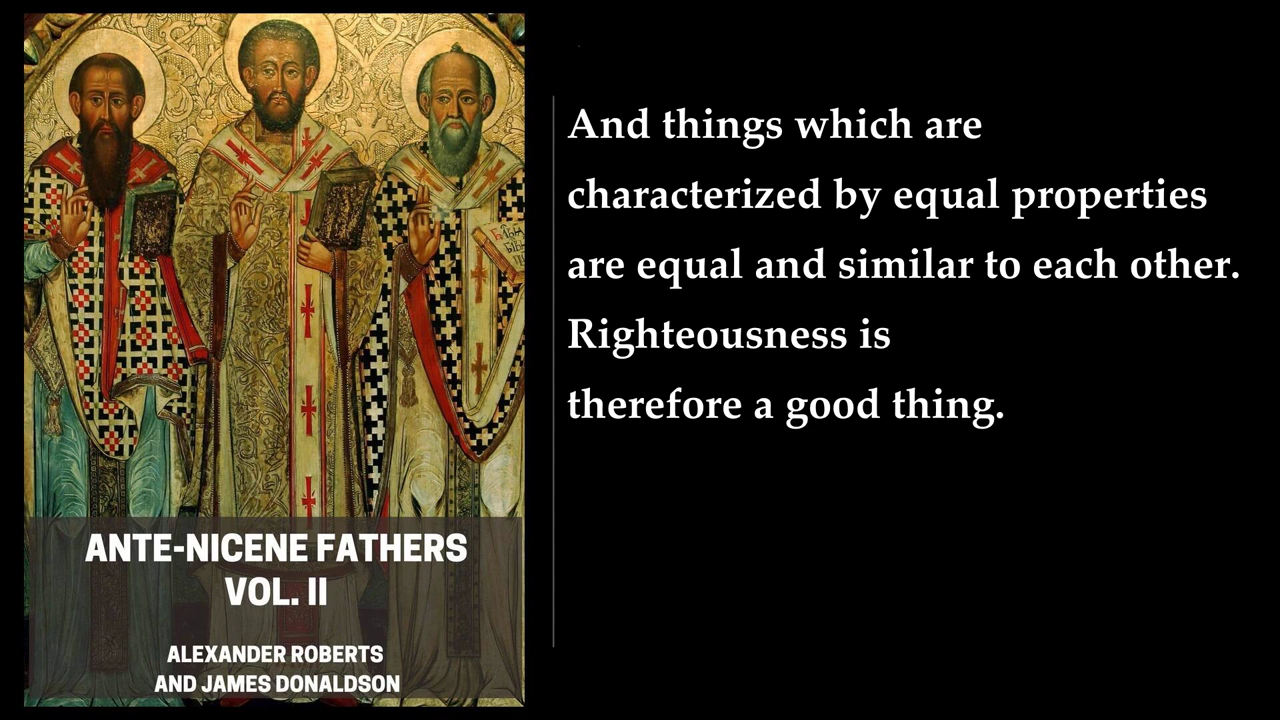 And things which are
characterized by equal properties
are equal and similar to each other.
Righteousness is
therefore a good thing.
ANTE-NICENE FATHERS
VOL. II
ALEXANDER ROBERTS
AND JAMES DONALDSON